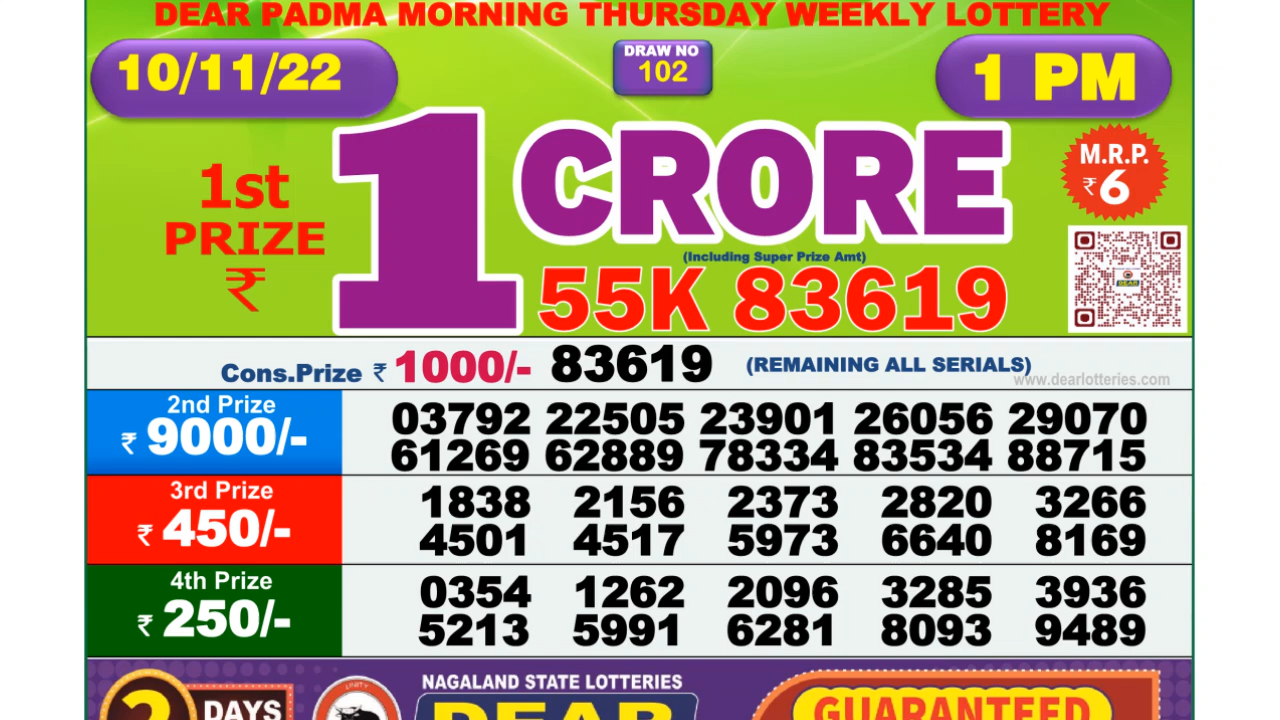 DEAR PADMA MORNING THURSDAY WEEKLY LOTTERY
10/11/22
DRAW NO
102
1 PM
1st
PRIZE
₹
1 CRORE
(Including Super Prize Amt)
55K 83619
M.R.P.
₹6
DEAR
Cons.Prize ₹ 1000/- 83619 (REMAINING ALL SERIALS)
www.dearlotteries.com
2nd Prize
₹ 9000/-
03792 22505 23901 26056 29070
61269 62889 78334 83534 88715
3rd Prize
₹ 450/-
1838 2156 2373 2820 3266
4501 4517 5973 6640 8169
4th Prize
₹ 250/-
0354 1262 2096 3285 3936
5213 5991 6281 8093 9489
2 DAYS
UNITY
NAGALAND STATE LOTTERIES
DEAR
GUARANTEED